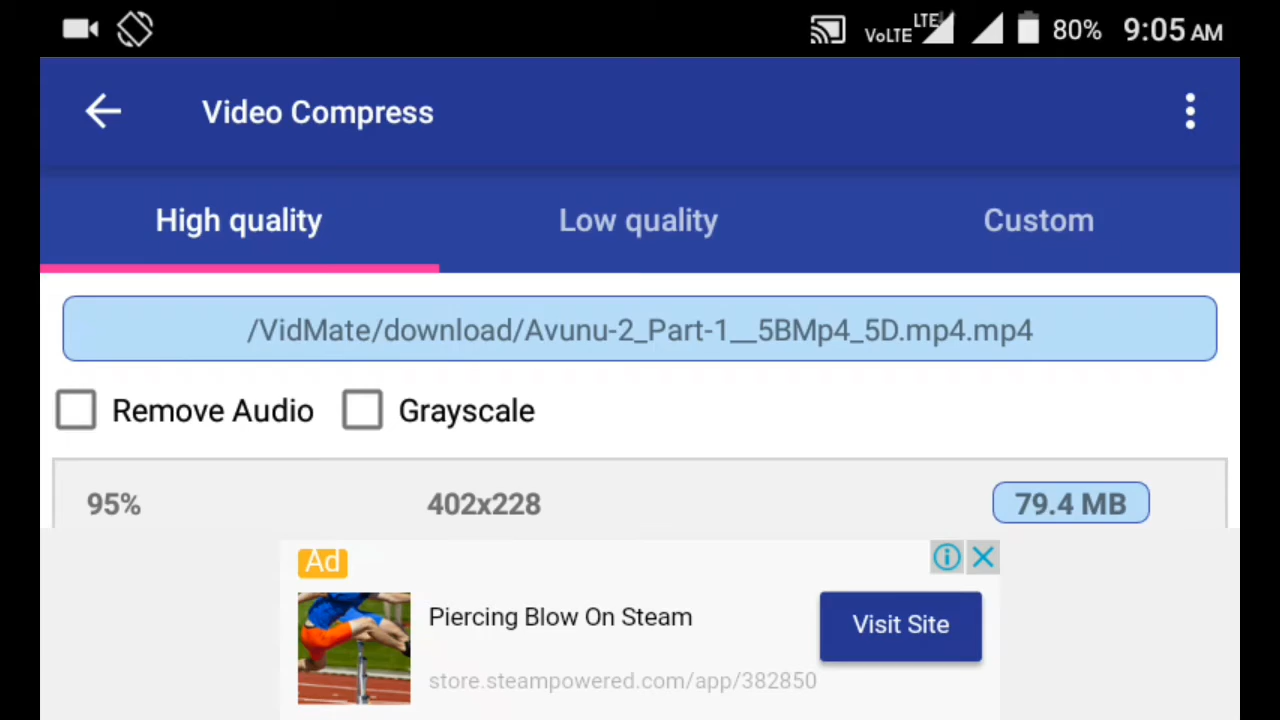 VoLTE LTE 80% 9:05 AM
Video Compress
High quality Low quality Custom
/VidMate/download/Avunu-2_Part-1__5BMp4_5D.mp4.mp4
Remove Audio Grayscale
95% 402x228 79.4 MB
Ad
Piercing Blow On Steam
Visit Site
store.steampowered.com/app/382850